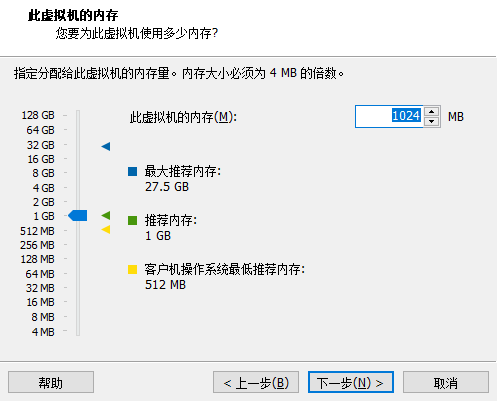 此虚拟机的内存
您要为此虚拟机使用多少内存?
指定分配给此虚拟机的内存量。内存大小必须为 4 MB 的倍数。
128 GB
64 GB
32 GB
16 GB
8 GB
4 GB
2 GB
1 GB
512 MB
256 MB
128 MB
64 MB
32 MB
16 MB
8 MB
4 MB
此虚拟机的内存(M): 1024 MB
最大推荐内存:
27.5 GB
推荐内存:
1 GB
客户机操作系统最低推荐内存:
512 MB
帮助 < 上一步(B) 下一步(N) > 取消